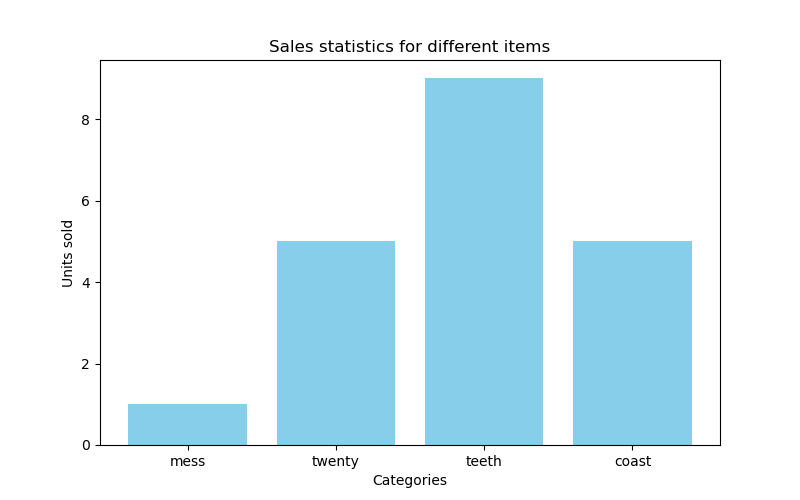 Sales statistics for different items
Units sold
8
6
4
2
0
mess twenty teeth coast
Categories